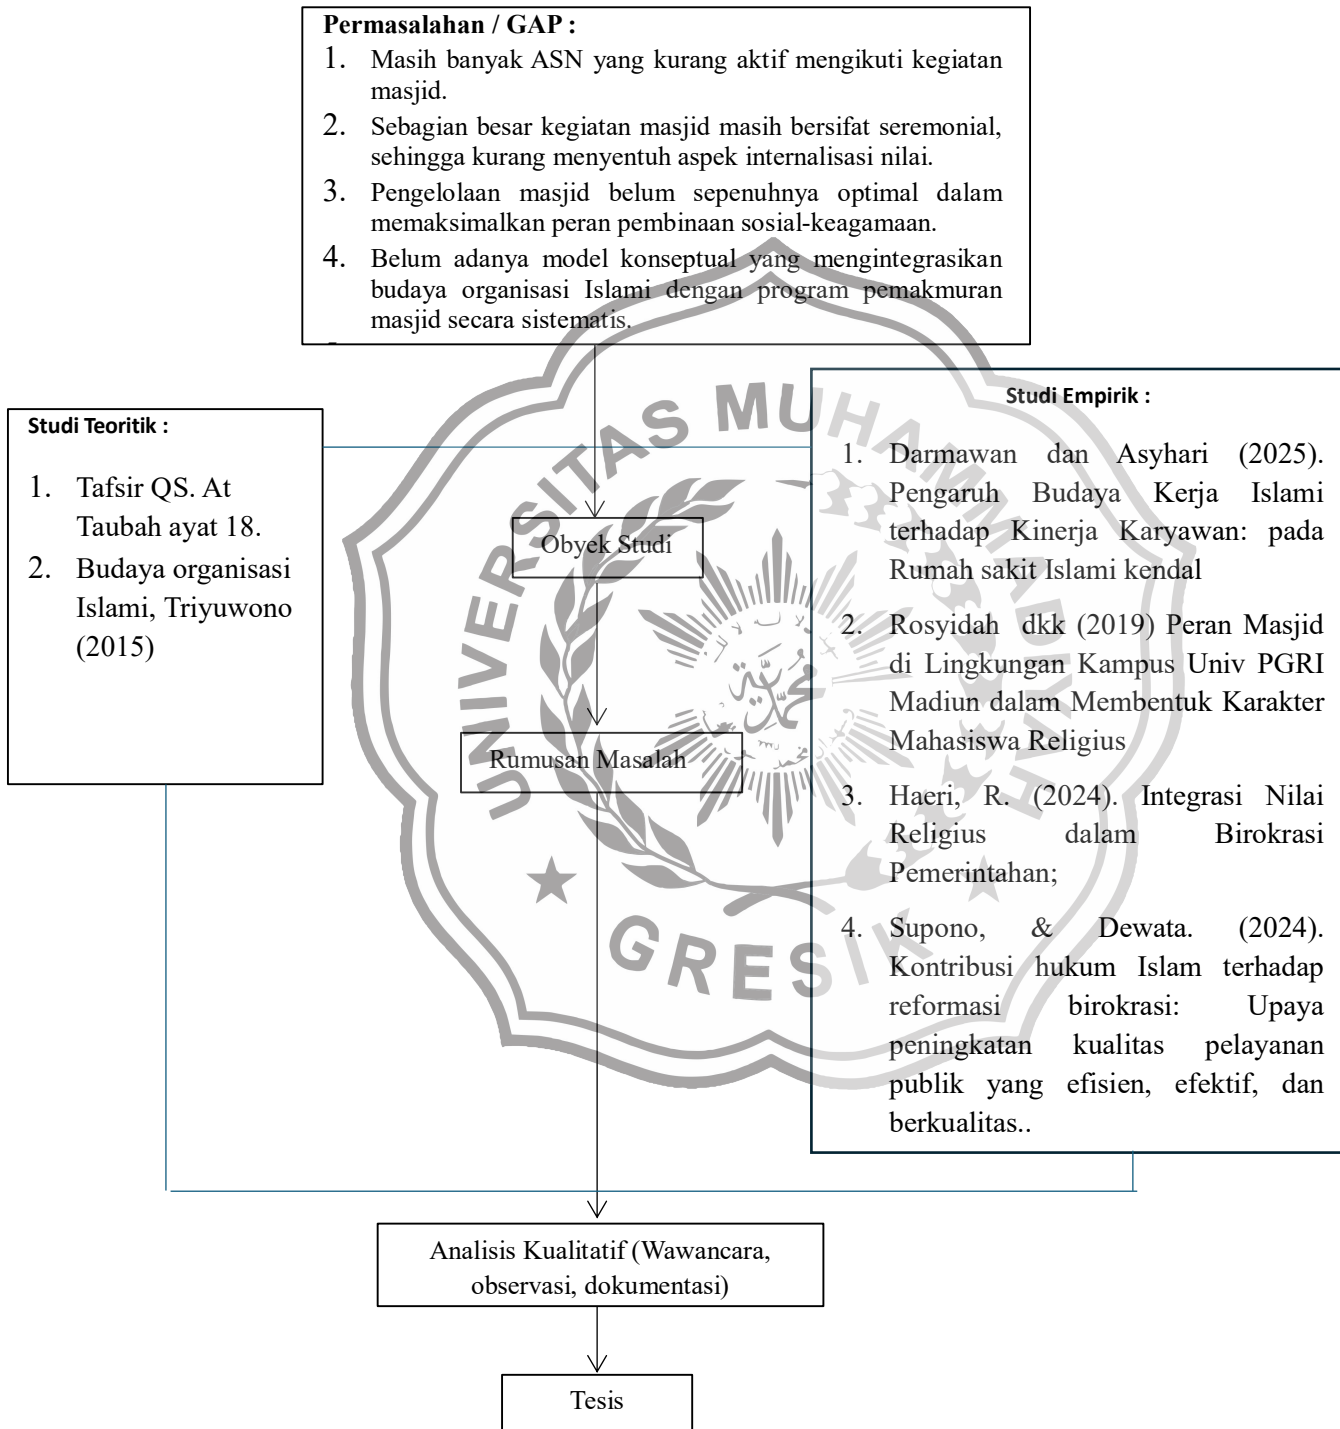 Permasalahan / GAP :
1. Masih banyak ASN yang kurang aktif mengikuti kegiatan
masjid.
2. Sebagian besar kegiatan masjid masih bersifat seremonial,
sehingga kurang menyentuh aspek internalisasi nilai.
3. Pengelolaan masjid belum sepenuhnya optimal dalam
memaksimalkan peran pembinaan sosial-keagamaan.
4. Belum adanya model konseptual yang mengintegrasikan
budaya organisasi Islami dengan program pemakmuran
masjid secara sistematis.
Studi Teoritik :
1. Tafsir QS. At
Taubah ayat 18.
2. Budaya organisasi
Islami, Triyuwono
(2015)
Studi Empirik :
1. Darmawan dan Asyhari (2025).
Pengaruh Budaya Kerja Islami
terhadap Kinerja Karyawan: pada
Rumah sakit Islami kendal
2. Rosyidah dkk (2019) Peran Masjid
di Lingkungan Kampus Univ PGRI
Madiun dalam Membentuk Karakter
Mahasiswa Religius
3. Haeri, R. (2024). Integrasi Nilai
Religius dalam Birokrasi
Pemerintahan;
4. Supono, & Dewata. (2024).
Kontribusi hukum Islam terhadap
reformasi birokrasi: Upaya
peningkatan kualitas pelayanan
publik yang efisien, efektif, dan
berkualitas..
Obyek Studi
Rumusan Masalah
Analisis Kualitatif (Wawancara,
observasi, dokumentasi)
Tesis
UNIVERSITAS MUHAMMADIYAH
GRESIK